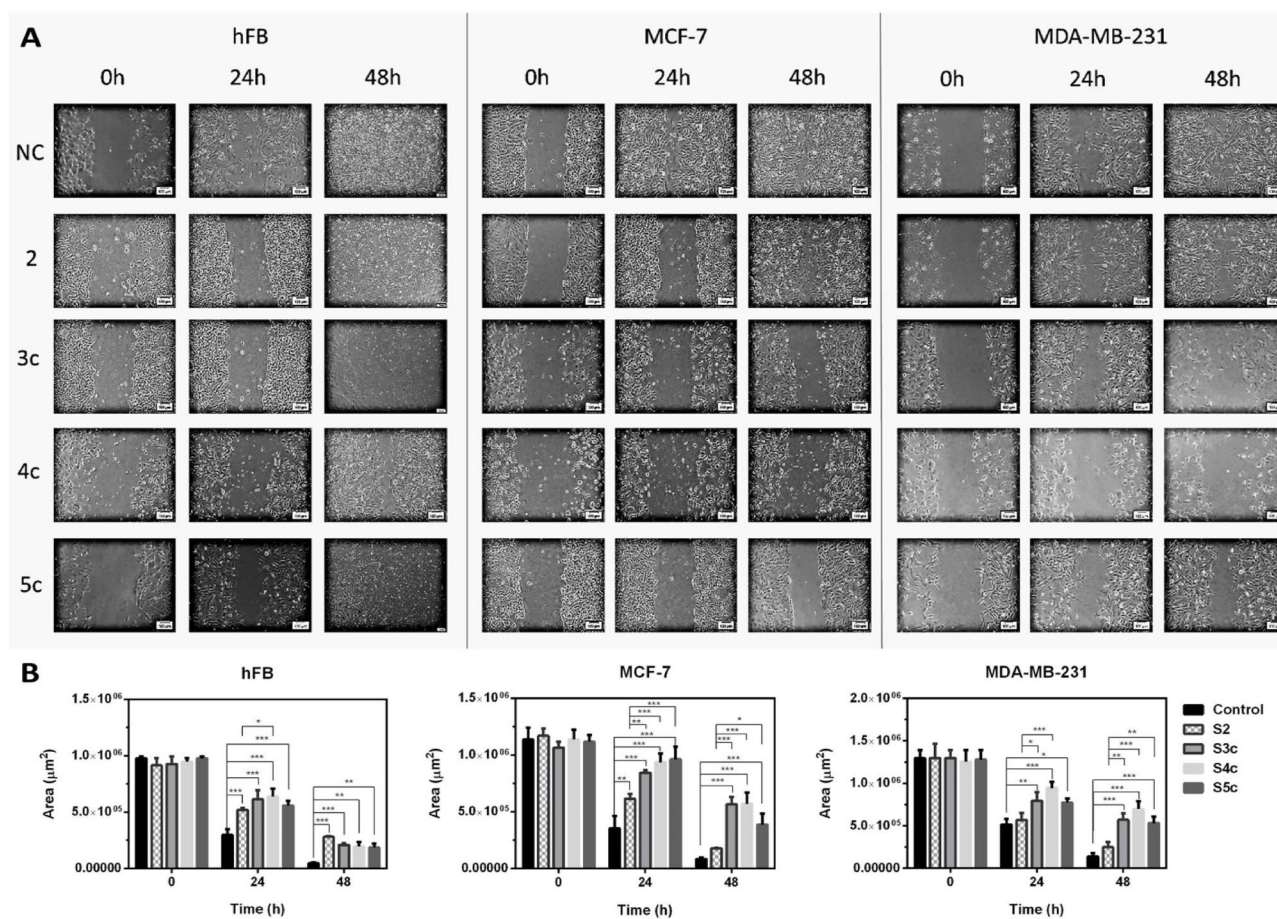 A
hFB
MCF-7
MDA-MB-231
0h 24h 48h 0h 24h 48h 0h 24h 48h
NC
2
3c
4c
5c
B
hFB
MCF-7
MDA-MB-231
1.5×10⁰⁶
1.0×10⁰⁶
5.0×10⁰⁵
0.00000
Area (µm²)
0 24 48
Time (h)
* *** *** *** *** ** ** *** ***
1.5×10⁰⁶
1.0×10⁰⁶
5.0×10⁰⁵
0.00000
Area (µm²)
0 24 48
Time (h)
*** *** ** *** *** ** * *** *** *** *** ***
2.0×10⁰⁶
1.5×10⁰⁶
1.0×10⁰⁶
5.0×10⁰⁵
0.00000
Area (µm²)
0 24 48
Time (h)
*** * * *** ** ** *** ** *** ***
Control
S2
S3c
S4c
S5c